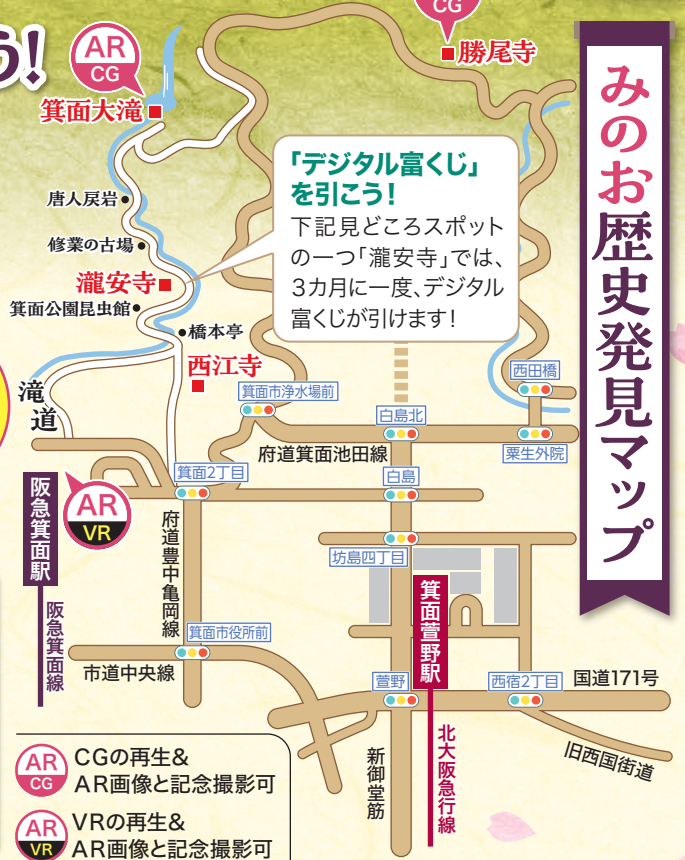 う!
CG
みのお歴史発見マップ
AR
CG
勝尾寺
箕面大滝
「デジタル富くじ」
を引こう!
下記見どころスポット
の一つ「瀧安寺」では、
3カ月に一度、デジタル
富くじが引けます!
唐人戻岩
修業の古場
瀧安寺
箕面公園昆虫館
橋本亭
西江寺
滝道
箕面市浄水場前
白島北
西田橋
府道箕面池田線
粟生外院
箕面2丁目
白島
阪急箕面駅
AR
VR
府道豊中亀岡線
坊島四丁目
箕面萱野駅
阪急箕面線
箕面市役所前
市道中央線
萱野
西宿2丁目
国道171号
北大阪急行線
新御堂筋
旧西国街道
AR
CG
CGの再生&
AR画像と記念撮影可
AR
VR
VRの再生&
AR画像と記念撮影可